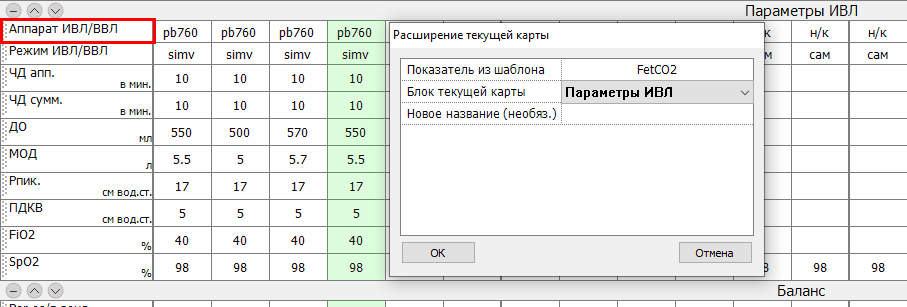 Параметры ИВЛ
Аппарат ИВЛ/ВВЛ pb760 pb760 pb760 pb760 к н/к н/к
Режим ИВЛ/ВВЛ simv simv simv simv ам сам сам
ЧД апп. в мин. 10 10 10 10
ЧД сумм. в мин. 10 10 10 10
ДО мл 550 500 570 550
МОД л 5.5 5 5.7 5.5
Рпик. см вод.ст. 17 17 17 17
ПДКВ см вод.ст. 5 5 5 5
FiO2 % 40 40 40 40
SpO2 % 98 98 98 98 8 98 98
Баланс
Расширение текущей карты
Показатель из шаблона FetCO2
Блок текущей карты Параметры ИВЛ
Новое название (необяз.)
OK Отмена